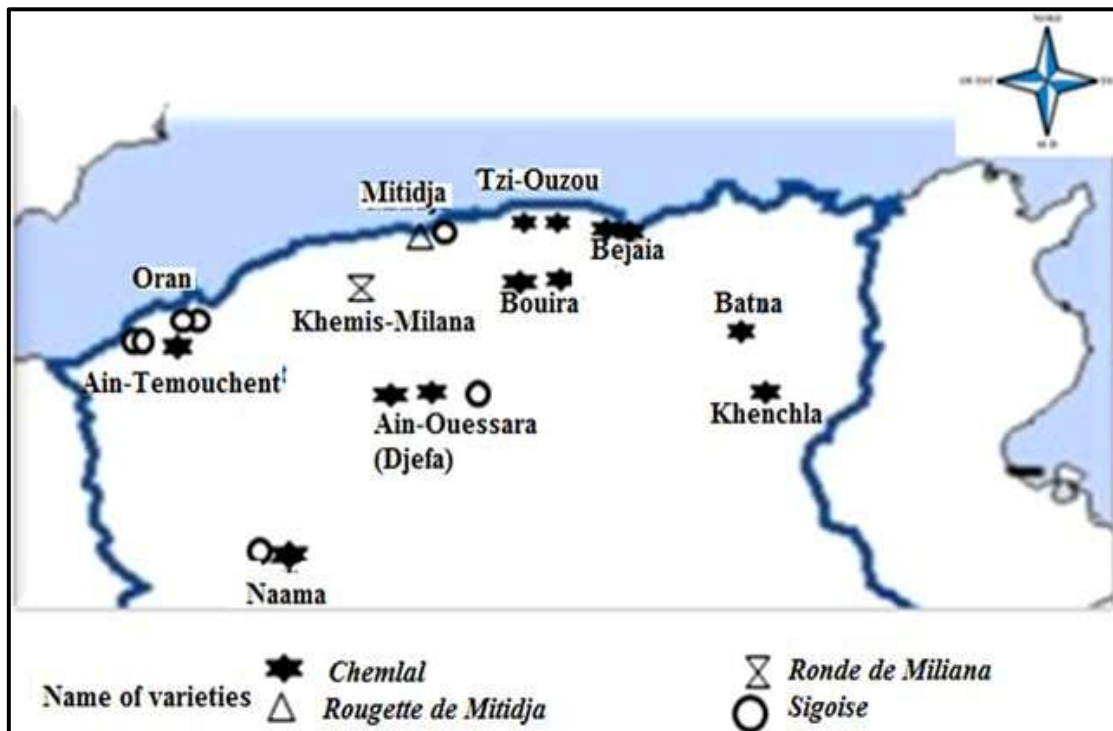 Tzi-Ouzou
Mitidja
Bejaia
Oran
Bouira
Batna
Khenis-Milana
Ain-Temouchent
Khenchla
Ain-Ouessara
(Djefa)
Naama
Name of varieties
Chemlal
Ronde de Miliana
Rougette de Mitidja
Sigoise